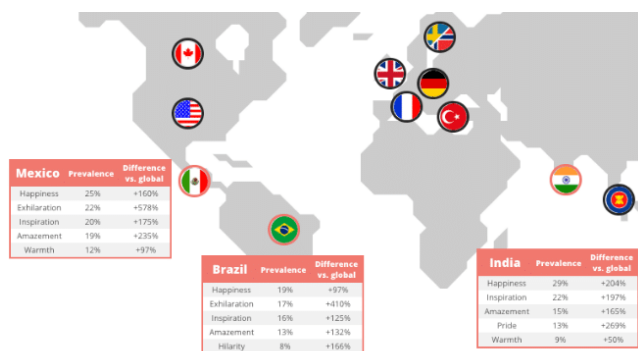 Mexico Prevalence Difference vs. global
Happiness 25% +160%
Exhilaration 22% +578%
Inspiration 20% +175%
Amazement 19% +235%
Warmth 12% +97%
Brazil Prevalence Difference vs. global
Happiness 19% +97%
Exhilaration 17% +410%
Inspiration 16% +125%
Amazement 13% +132%
Hilarity 8% +166%
India Prevalence Difference vs. global
Happiness 29% +204%
Inspiration 22% +197%
Amazement 15% +165%
Pride 13% +269%
Warmth 9% +50%